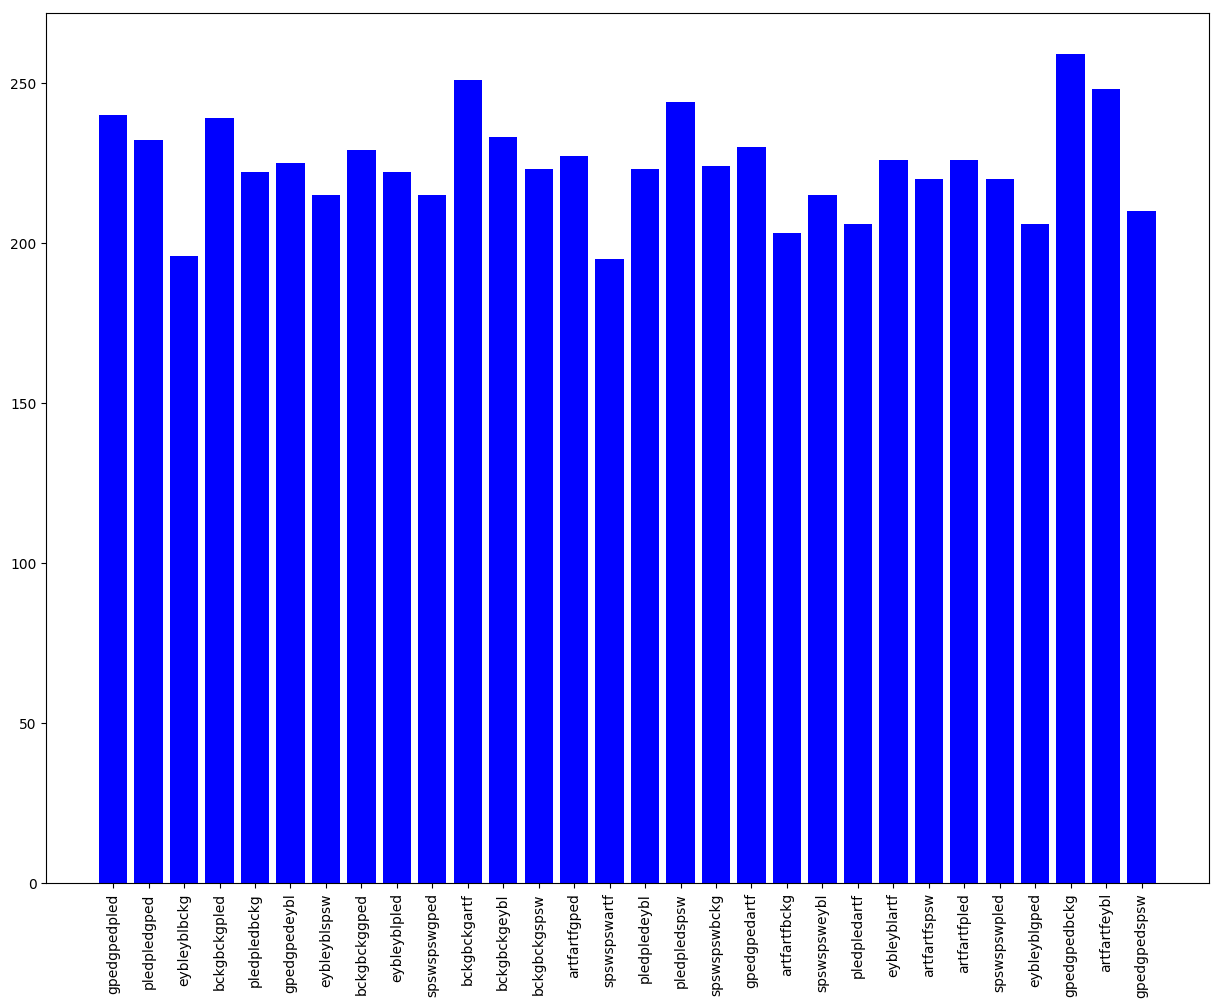 250
200
150
100
50
0
gpedgpedpled
pledpledgped
eybleyblbckg
bckgbckgpled
pledpledbckg
gpedgpedeybl
eybleyblspsw
bckgbckggped
eybleyblpled
spswspswgped
bckgbckgartf
bckgbckgeybl
bckgbckgspsw
artfartfgped
spswspswartf
pledpledeybl
pledpledspsw
spswspswbckg
gpedgpedartf
artfartfbckg
spswspsweybl
pledpledartf
eybleyblartf
artfartfspsw
artfartfpled
spswspswpled
eybleyblgped
gpedgpedbckg
artfartfeybl
gpedgpedspsw